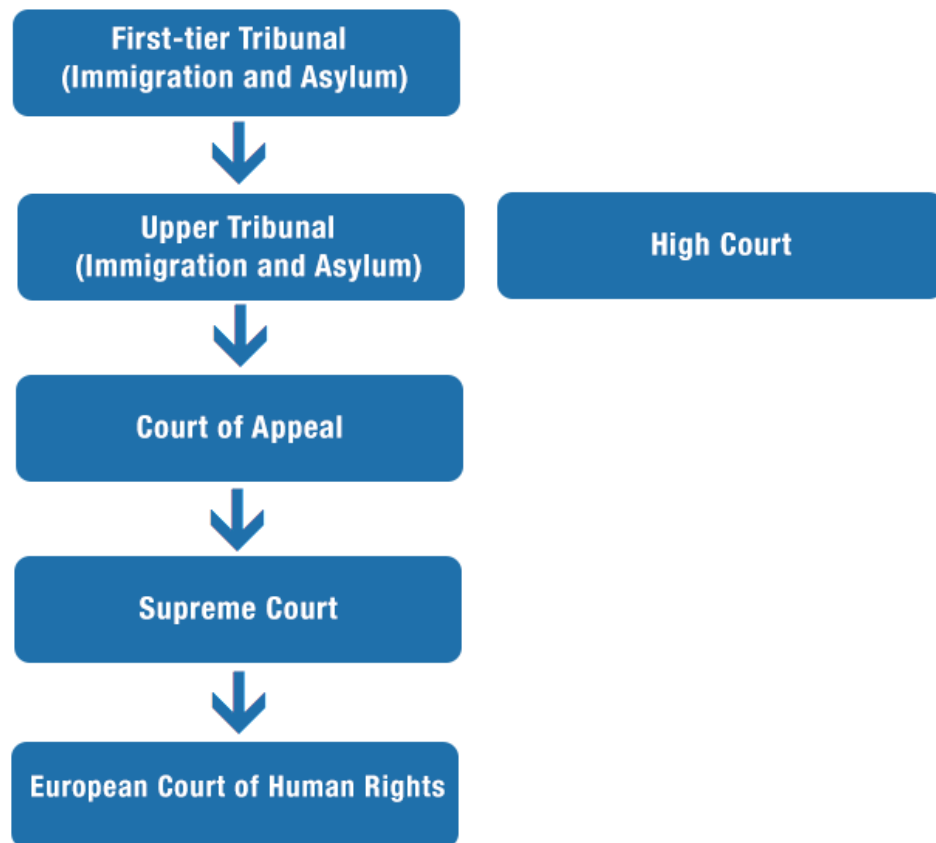 First-tier Tribunal
(Immigration and Asylum)
Upper Tribunal
(Immigration and Asylum)
High Court
Court of Appeal
Supreme Court
European Court of Human Rights